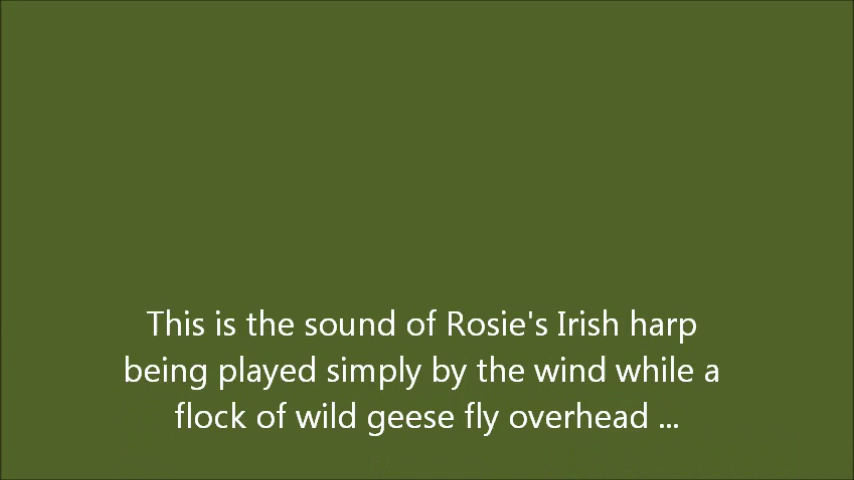 This is the sound of Rosie's Irish harp
being played simply by the wind while a
flock of wild geese fly overhead ...